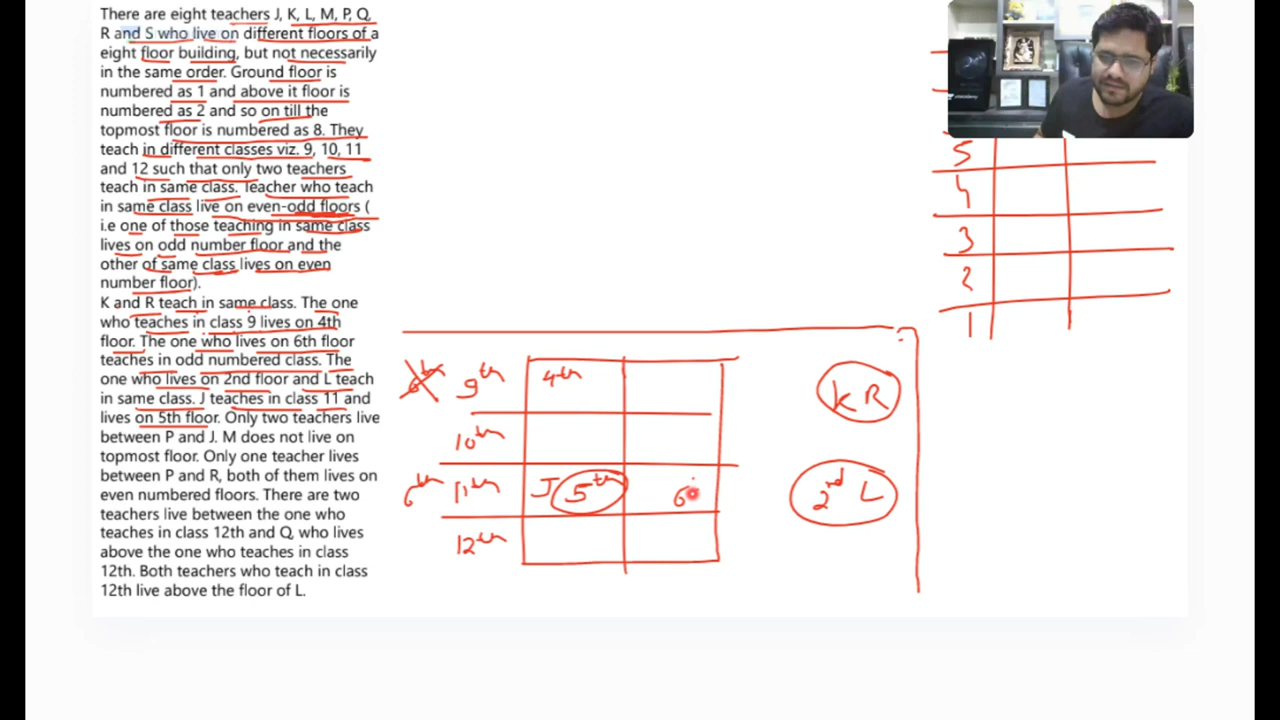 There are eight teachers J, K, L, M, P, Q,
R and S who live on different floors of a
eight floor building, but not necessarily
in the same order. Ground floor is
numbered as 1 and above it floor is
numbered as 2 and so on till the
topmost floor is numbered as 8. They
teach in different classes viz. 9, 10, 11
and 12 such that only two teachers
teach in same class. Teacher who teach
in same class live on even-odd floors (
i.e one of those teaching in same class
lives on odd number floor and the
other of same class lives on even
number floor).
K and R teach in same class. The one
who teaches in class 9 lives on 4th
floor. The one who lives on 6th floor
teaches in odd numbered class. The
one who lives on 2nd floor and L teach
in same class. J teaches in class 11 and
lives on 5th floor. Only two teachers live
between P and J. M does not live on
topmost floor. Only one teacher lives
between P and R, both of them lives on
even numbered floors. There are two
teachers live between the one who
teaches in class 12th and Q, who lives
above the one who teaches in class
12th. Both teachers who teach in class
12th live above the floor of L.
9th 4th
10th
6th 11th J 5th 6
12th
K R
2nd L
5
4
3
2
1